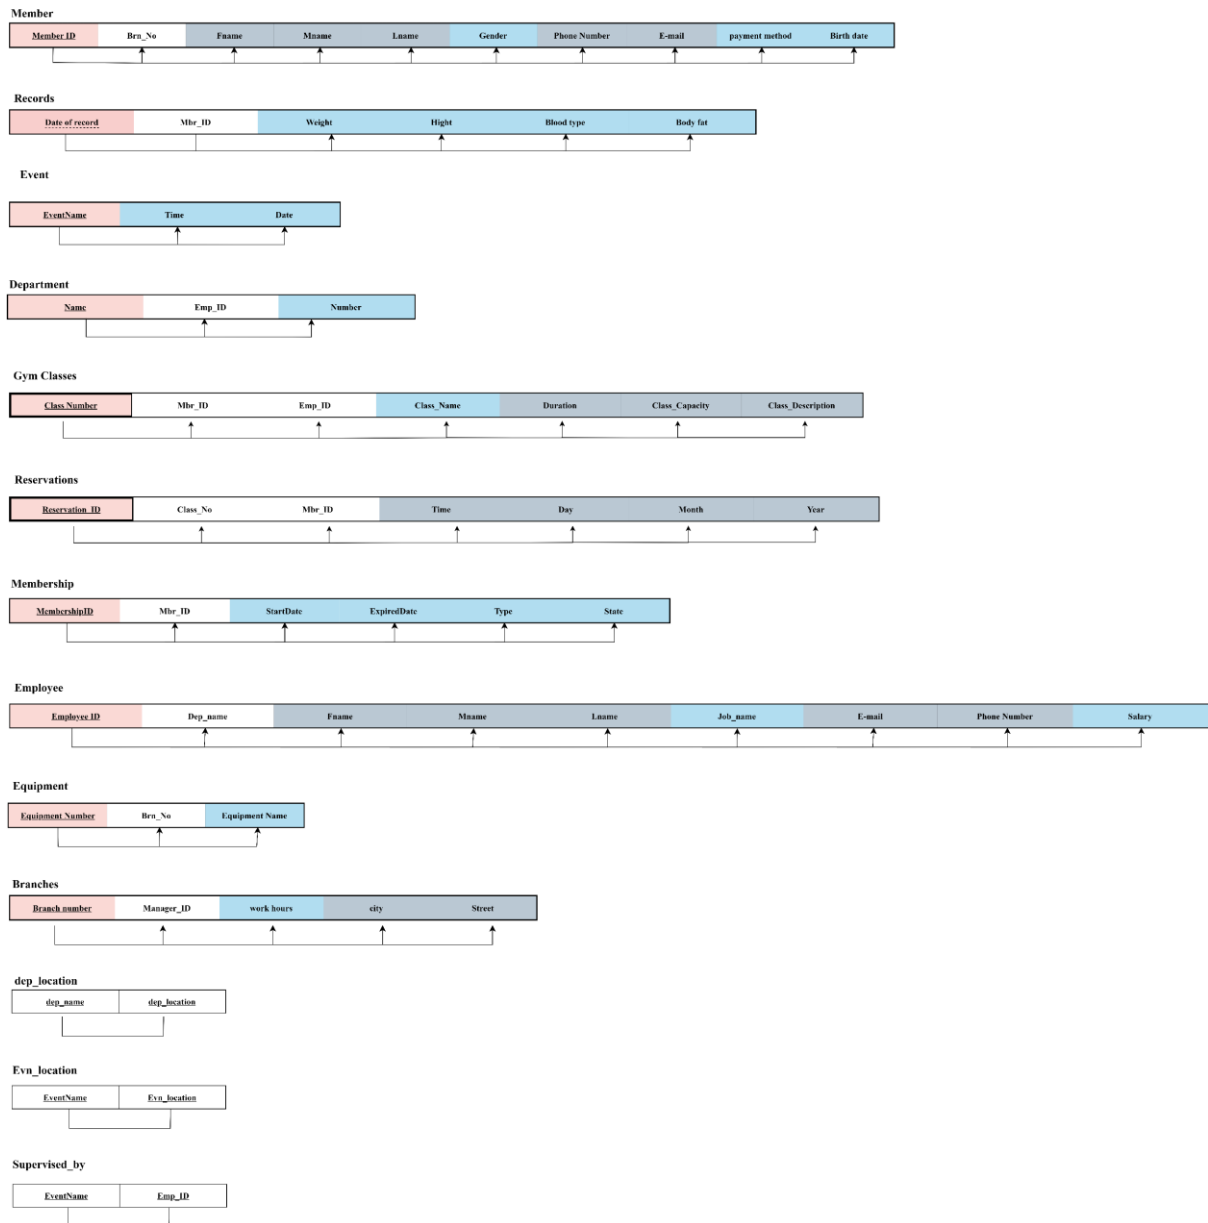 Member
Member ID Brn_No Fname Mname Lname Gender Phone Number E-mail payment method Birth date
Records
Date of record Mbr_ID Weight Hight Blood type Body fat
Event
EventName Time Date
Department
Name Emp_ID Number
Gym Classes
Class Number Mbr_ID Emp_ID Class_Name Duration Class_Capacity Class_Description
Reservations
Reservation_ID Class_No Mbr_ID Time Day Month Year
Membership
MembershipID Mbr_ID StartDate ExpiredDate Type State
Employee
Employee ID Dep_name Fname Mname Lname Job_name E-mail Phone Number Salary
Equipment
Equipment Number Brn_No Equipment Name
Branches
Branch number Manager_ID work hours city Street
dep_location
dep_name dep_location
Evn_location
EventName Evn_location
Supervised_by
EventName Emp_ID